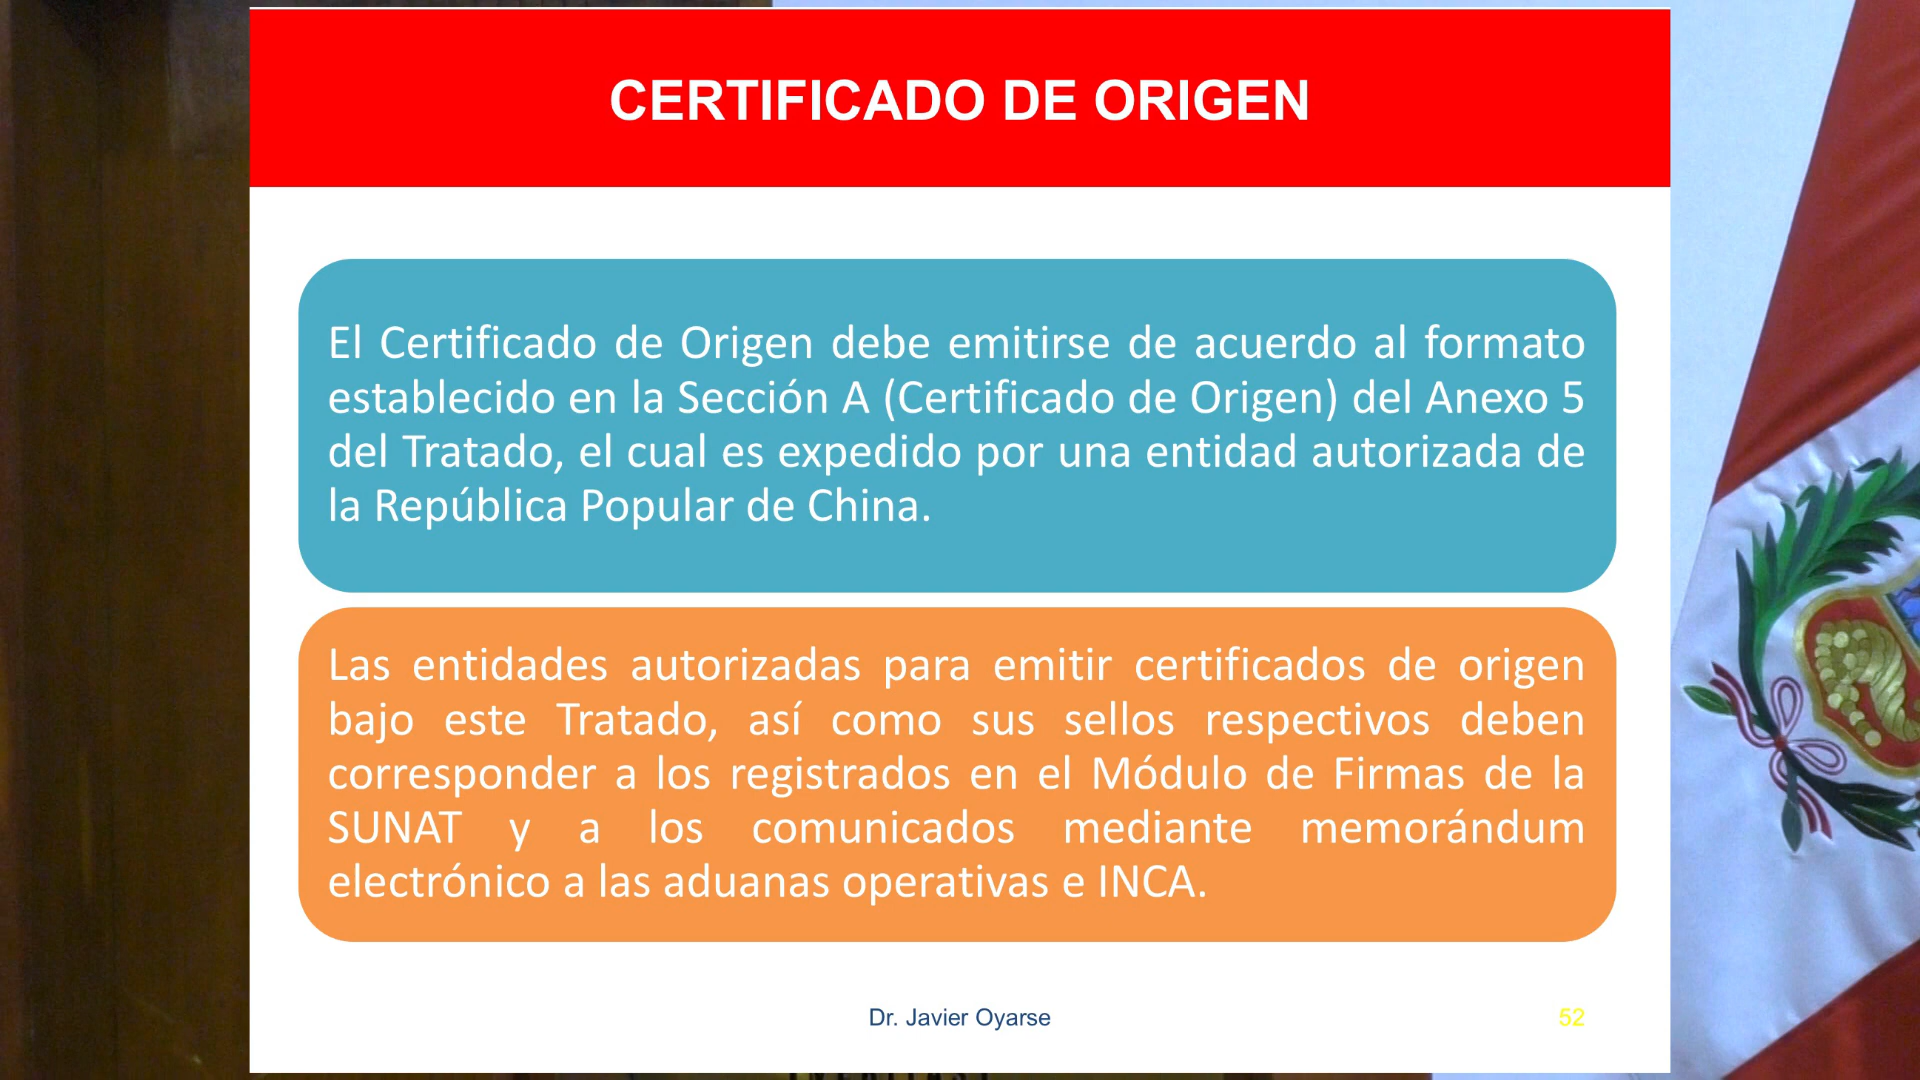 CERTIFICADO DE ORIGEN
El Certificado de Origen debe emitirse de acuerdo al formato
establecido en la Sección A (Certificado de Origen) del Anexo 5
del Tratado, el cual es expedido por una entidad autorizada de
la República Popular de China.
Las entidades autorizadas para emitir certificados de origen
bajo este Tratado, así como sus sellos respectivos deben
corresponder a los registrados en el Módulo de Firmas de la
SUNAT y a los comunicados mediante memorándum
electrónico a las aduanas operativas e INCA.
Dr. Javier Oyarse
52